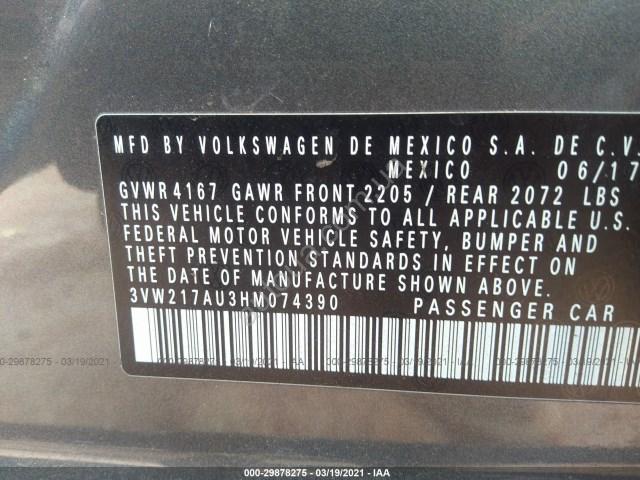 MFD BY VOLKSWAGEN DE MEXICO S.A. DE C.V.
MEXICO 06/17
GVWR 4167 GAWR FRONT 2205 / REAR 2072 LBS
THIS VEHICLE CONFORMS TO ALL APPLICABLE U.S.
FEDERAL MOTOR VEHICLE SAFETY, BUMPER AND
THEFT PREVENTION STANDARDS IN EFFECT ON
THE DATE OF MANUFACTURE SHOWN ABOVE.
3VW217AU3HM074390 PASSENGER CAR
000-29878275 - 03/19/2021 - IAA